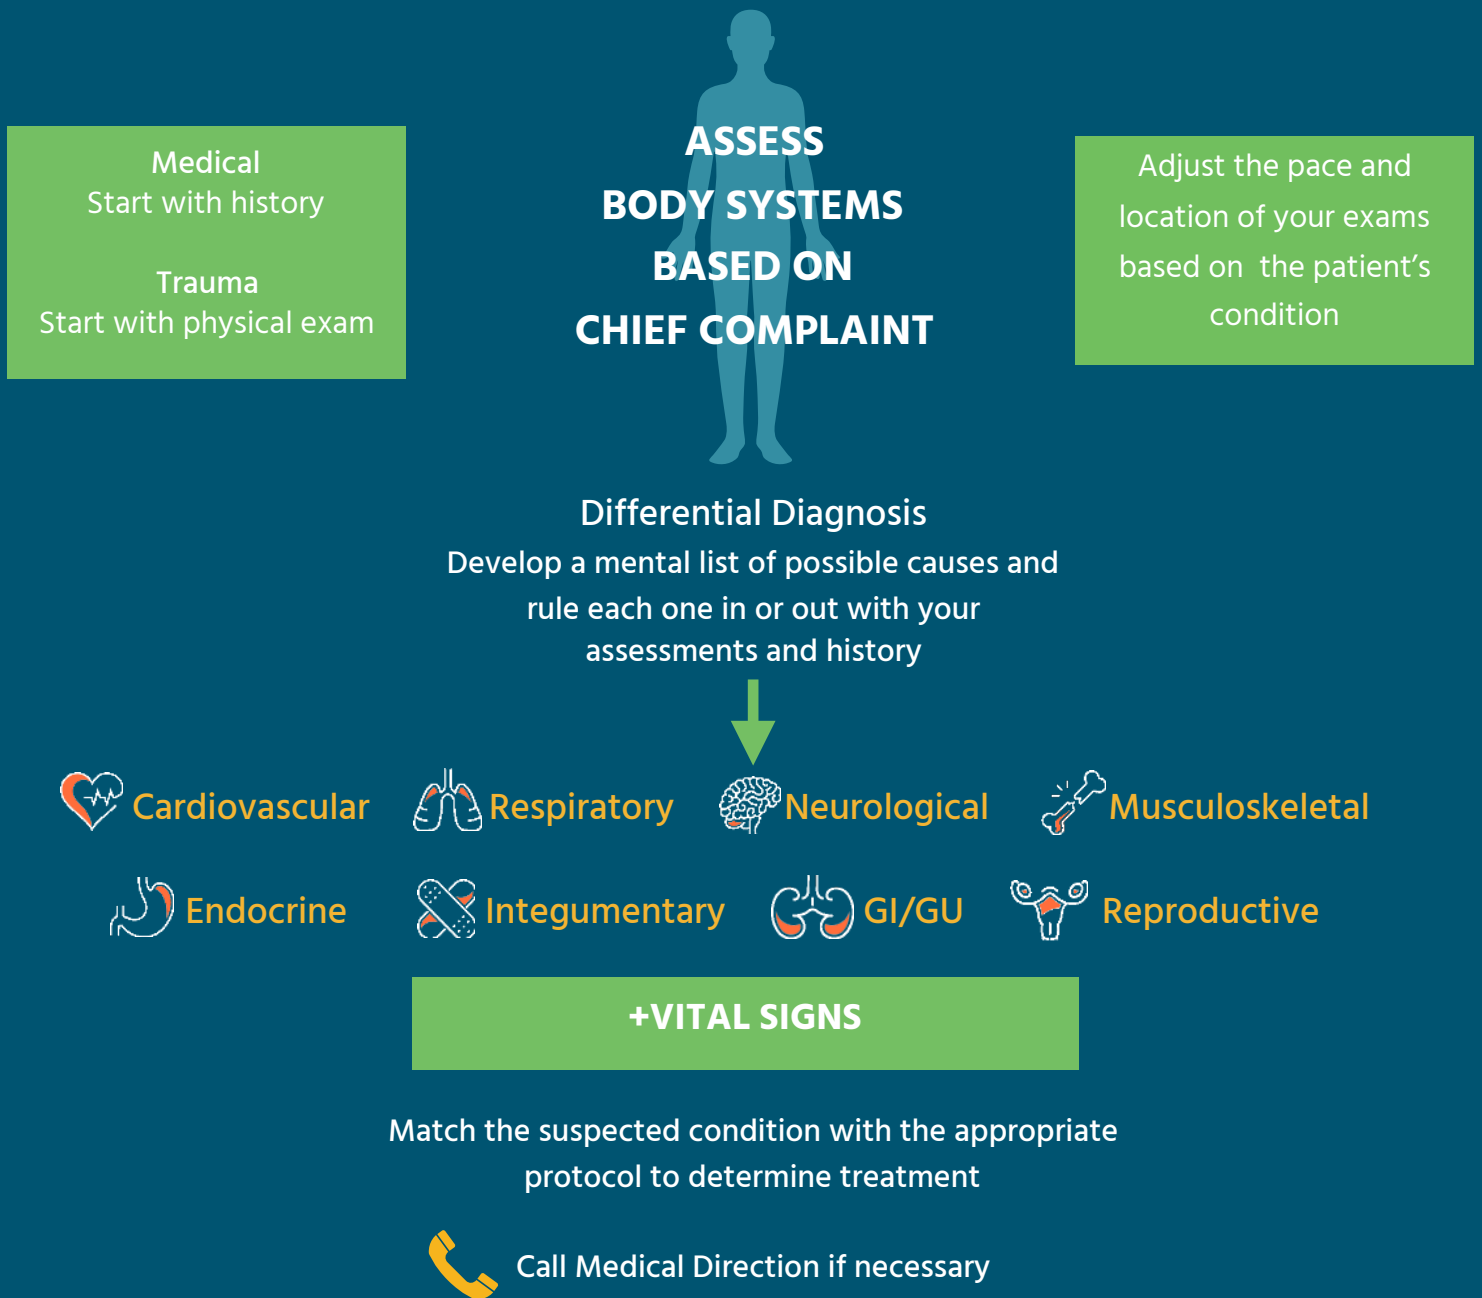 Medical
Start with history
Trauma
Start with physical exam
ASSESS
BODY SYSTEMS
BASED ON
CHIEF COMPLAINT
Adjust the pace and
location of your exams
based on  the patient’s
condition
Differential Diagnosis
Develop a mental list of possible causes and
rule each one in or out with your
assessments and history
Cardiovascular
Respiratory
Neurological
Musculoskeletal
Endocrine
Integumentary
GI/GU
Reproductive
+VITAL SIGNS
Match the suspected condition with the appropriate
protocol to determine treatment
Call Medical Direction if necessary